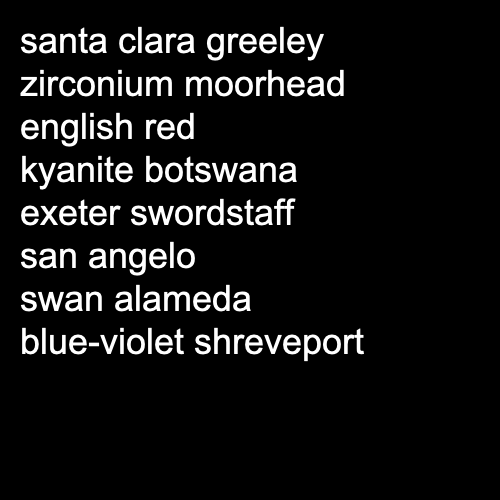 santa clara greeley
zirconium moorhead
english red
kyanite botswana
exeter swordstaff
san angelo
swan alameda
blue-violet shreveport